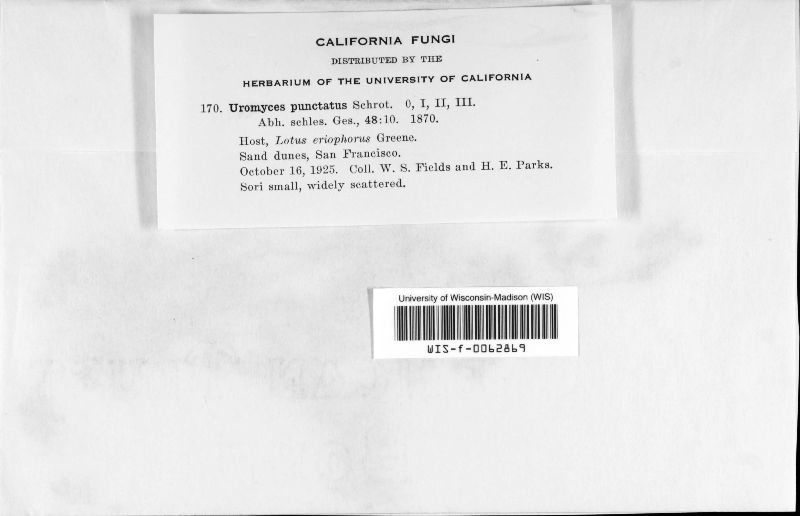 CALIFORNIA FUNGI
DISTRIBUTED BY THE
HERBARIUM OF THE UNIVERSITY OF CALIFORNIA
170. Uromyces punctatus Schrot. 0, I, II, III.
Abh. schles. Ges., 48:10. 1870.
Host, Lotus eriophorus Greene.
Sand dunes, San Francisco.
October 16, 1925. Coll. W. S. Fields and H. E. Parks.
Sori small, widely scattered.
University of Wisconsin-Madison (WIS)
WIS-f-0062869